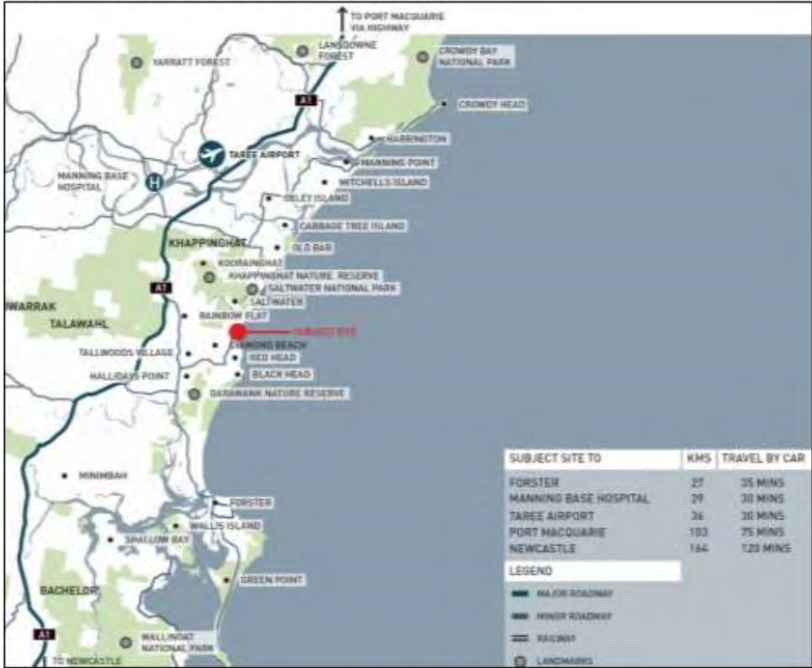 TO PORT MACQUARIE
VIA HIGHWAY
LANSDOWNE
FOREST
CROWDY BAY
NATIONAL PARK
YARRATT FOREST
A1
CROWDY HEAD
HARRINGTON
TAREE AIRPORT
MANNING POINT
MANNING BASE
HOSPITAL
H
MITCHELLS ISLAND
OXLEY ISLAND
CABBAGE TREE ISLAND
KHAPPINGHAT
OLD BAR
KOORAINGHAT
KHAPPINGHAT NATURE RESERVE
A1
SALTWATER NATIONAL PARK
SALTWATER
TALAWAHL
RAINBOW FLAT
SUBJECT SITE
DIAMOND BEACH
TALLWOODS VILLAGE
RED HEAD
HALLIDAYS POINT
BLACK HEAD
DARAWANK NATURE RESERVE
MINIMBAH
FORSTER
WALLIS ISLAND
SHALLOW BAY
GREEN POINT
BACHELOR
A1
WALLINGAT
NATIONAL PARK
TO NEWCASTLE
SUBJECT SITE TO KMS TRAVEL BY CAR
FORSTER 27 35 MINS
MANNING BASE HOSPITAL 29 30 MINS
TAREE AIRPORT 36 30 MINS
PORT MACQUARIE 103 75 MINS
NEWCASTLE 164 120 MINS
LEGEND
MAJOR ROADWAY
MINOR ROADWAY
RAILWAY
LANDMARKS